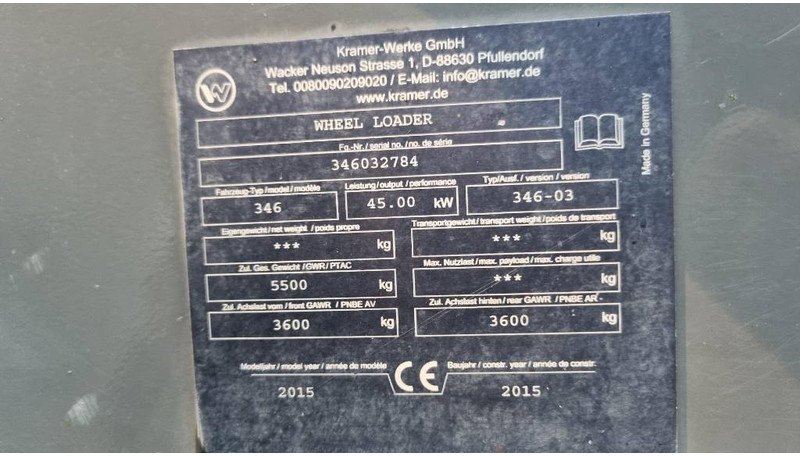 Kramer-Werke GmbH
Wacker Neuson Strasse 1, D-88630 Pfullendorf
Tel. 0080090209020 / E-Mail: info@kramer.de
www.kramer.de
W
WHEEL LOADER
Made in Germany
Fg.-Nr./ serial no./ no. de série
346032784
Fahrzeug-Typ / model / modèle Leistung / output / performance Typ/Ausf. / version / version
346 45.00 kW 346-03
Eigengewicht / net weight / poids propre Transportgewicht / transport weight / poids de transport
*** kg *** kg
Zul. Ges. Gewicht / GWR / PTAC Max. Nutzlast / max. payload / max. charge utile
5500 kg *** kg
Zul. Achslast vorn / front GAWR / PNBE AV Zul. Achslast hinten / rear GAWR / PNBE AR
3600 kg 3600 kg
Modelljahr / model year / année de modèle CE Baujahr / constr. year / année de constr.
2015 2015